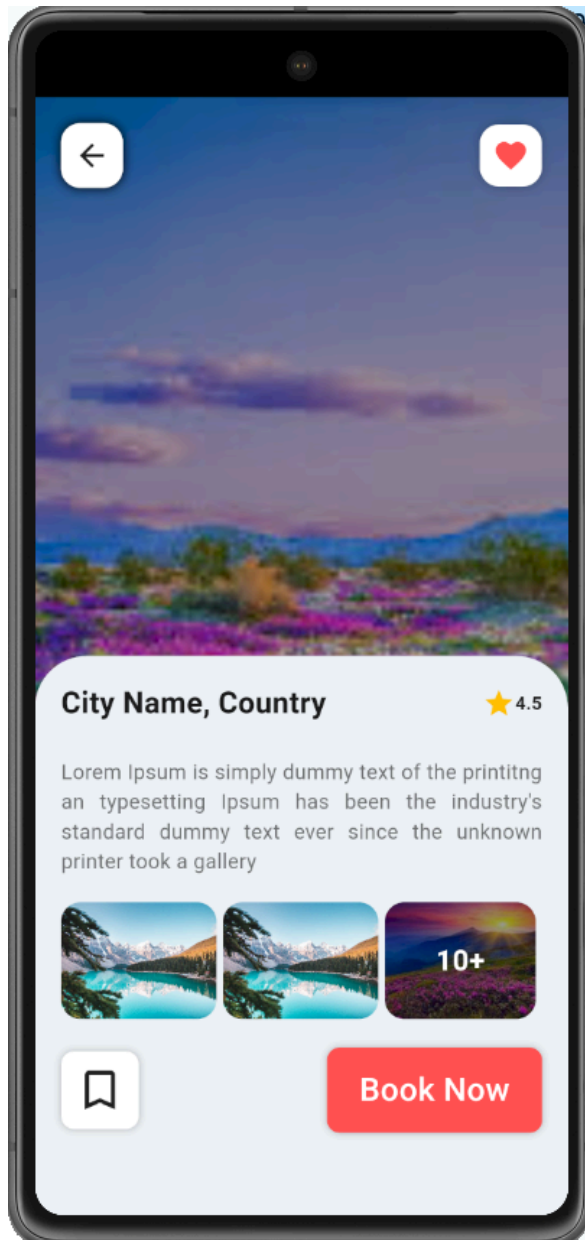 City Name, Country
4.5
Lorem Ipsum is simply dummy text of the printitng
an typesetting Ipsum has been the industry's
standard dummy text ever since the unknown
printer took a gallery
10+
Book Now